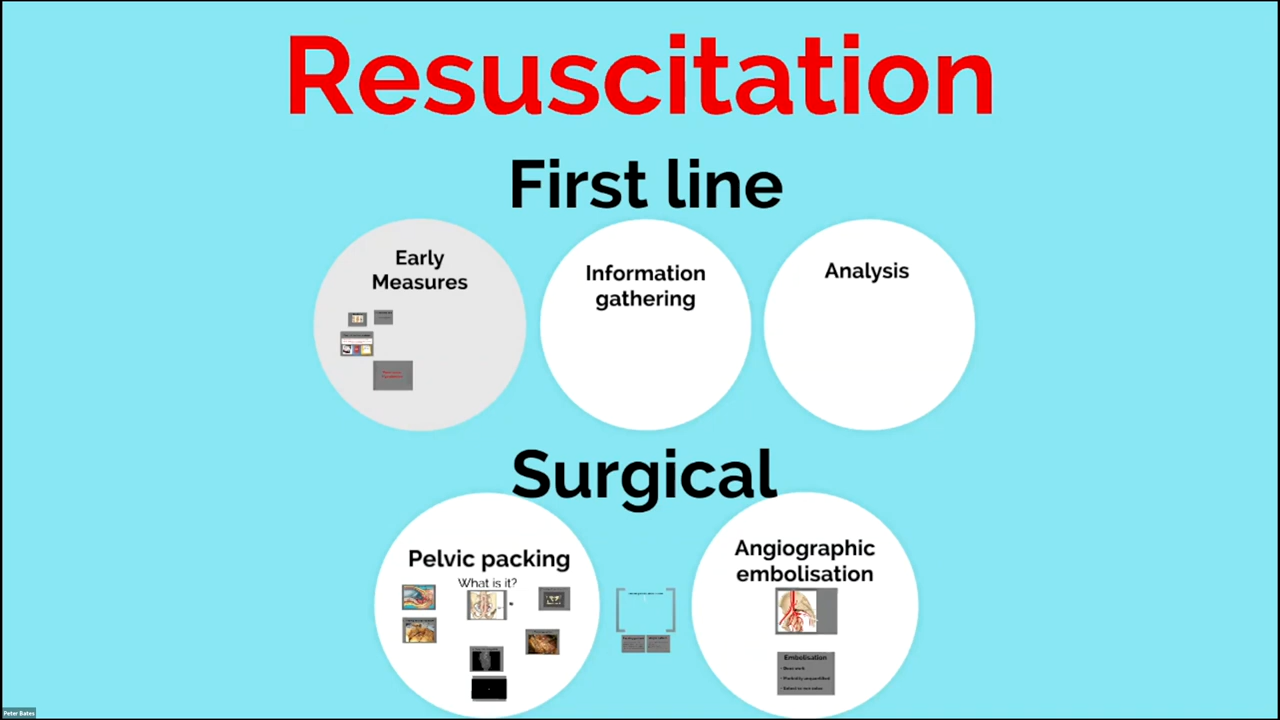 Resuscitation
First line
Early
Measures
Information
gathering
Analysis
Surgical
Pelvic packing
What is it?
Angiographic
embolisation
Embolisation
Peter Bates